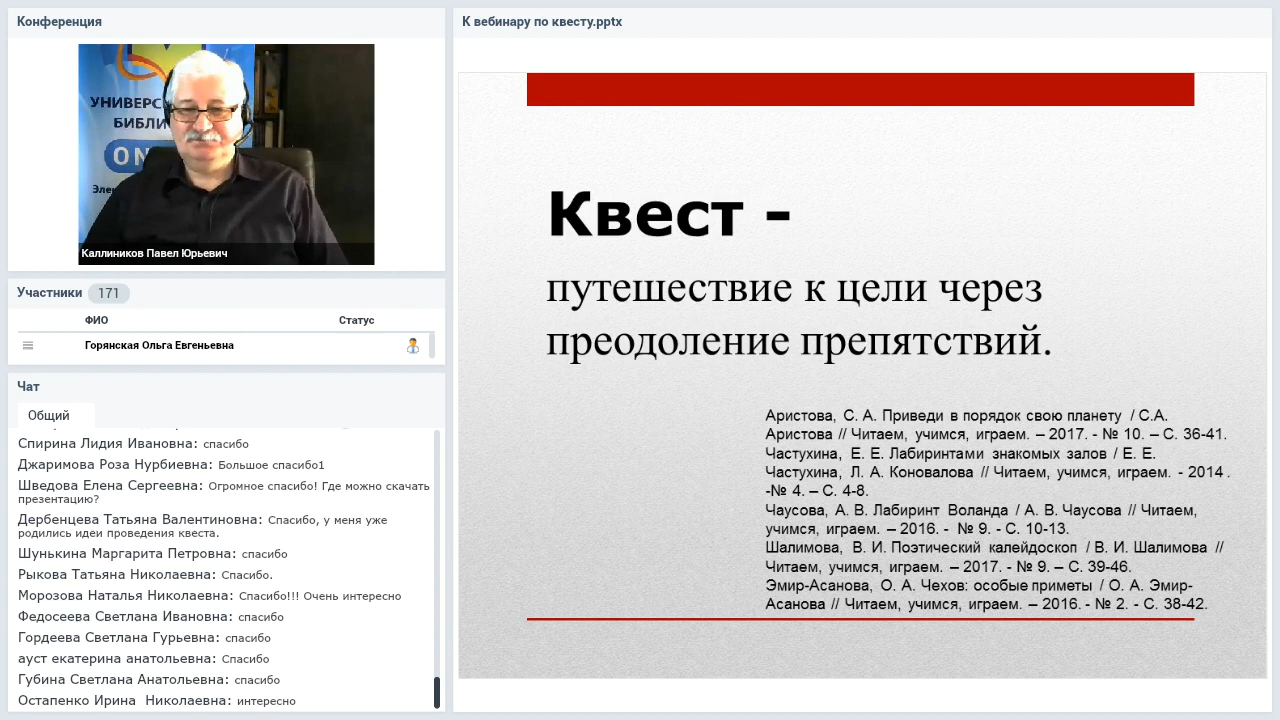 Конференция
УНИВЕРС
БИБЛИ
ON
Эле
Каллиников Павел Юрьевич
Участники 171
ФИО Статус
Горянская Ольга Евгеньевна
Чат
Общий
Спирина Лидия Ивановна: спасибо
Джаримова Роза Нурбиевна: Большое спасибо1
Шведова Елена Сергеевна: Огромное спасибо! Где можно скачать
презентацию?
Дербенцева Татьяна Валентиновна: Спасибо, у меня уже
родились идеи проведения квеста.
Шунькина Маргарита Петровна: спасибо
Рыкова Татьяна Николаевна: Спасибо.
Морозова Наталья Николаевна: Спасибо!!! Очень интересно
Федосеева Светлана Ивановна: спасибо
Гордеева Светлана Гурьевна: спасибо
ауст екатерина анатольевна: Спасибо
Губина Светлана Анатольевна: спасибо
Остапенко Ирина Николаевна: интересно
К вебинару по квесту.pptx
Квест -
путешествие к цели через
преодоление препятствий.
Аристова, С. А. Приведи в порядок свою планету / С.А.
Аристова // Читаем, учимся, играем. – 2017. - № 10. – С. 36-41.
Частухина, Е. Е. Лабиринтами знакомых залов / Е. Е.
Частухина, Л. А. Коновалова // Читаем, учимся, играем. - 2014 .
-№ 4. – С. 4-8.
Чаусова, А. В. Лабиринт Воланда / А. В. Чаусова // Читаем,
учимся, играем. – 2016. - № 9. - С. 10-13.
Шалимова, В. И. Поэтический калейдоскоп / В. И. Шалимова //
Читаем, учимся, играем. – 2017. - № 9. – С. 39-46.
Эмир-Асанова, О. А. Чехов: особые приметы / О. А. Эмир-
Асанова // Читаем, учимся, играем. – 2016. - № 2. - С. 38-42.